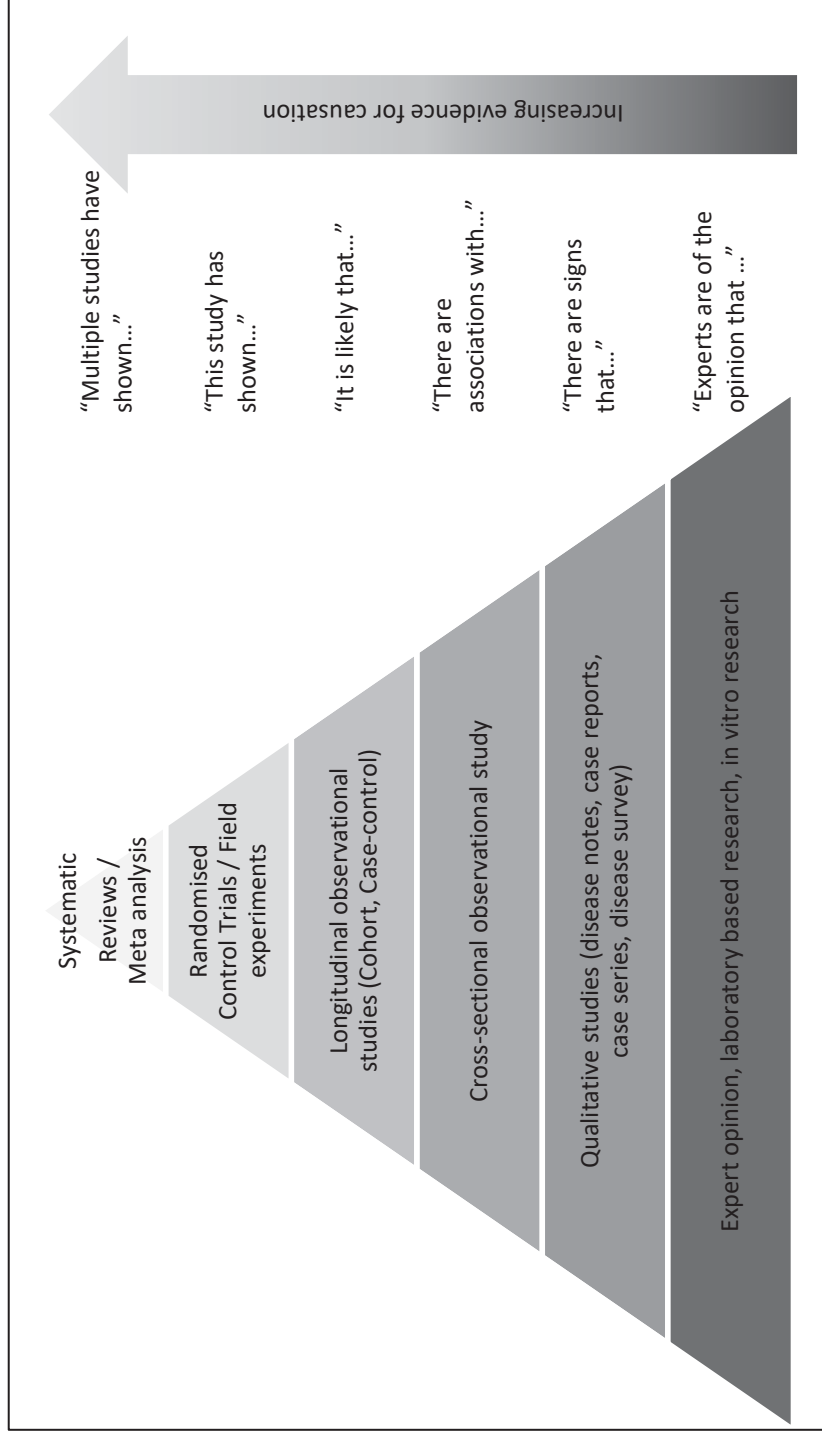 Systematic
Reviews /
Meta analysis
Randomised
Control Trials / Field
experiments
Longitudinal observational
studies (Cohort, Case-control)
Cross-sectional observational study
Qualitative studies (disease notes, case reports,
case series, disease survey)
Expert opinion, laboratory based research, in vitro research
“Multiple studies have
shown...”
“This study has
shown...”
“It is likely that...”
“There are
associations with...”
“There are signs
that...”
“Experts are of the
opinion that ...”
Increasing evidence for causation